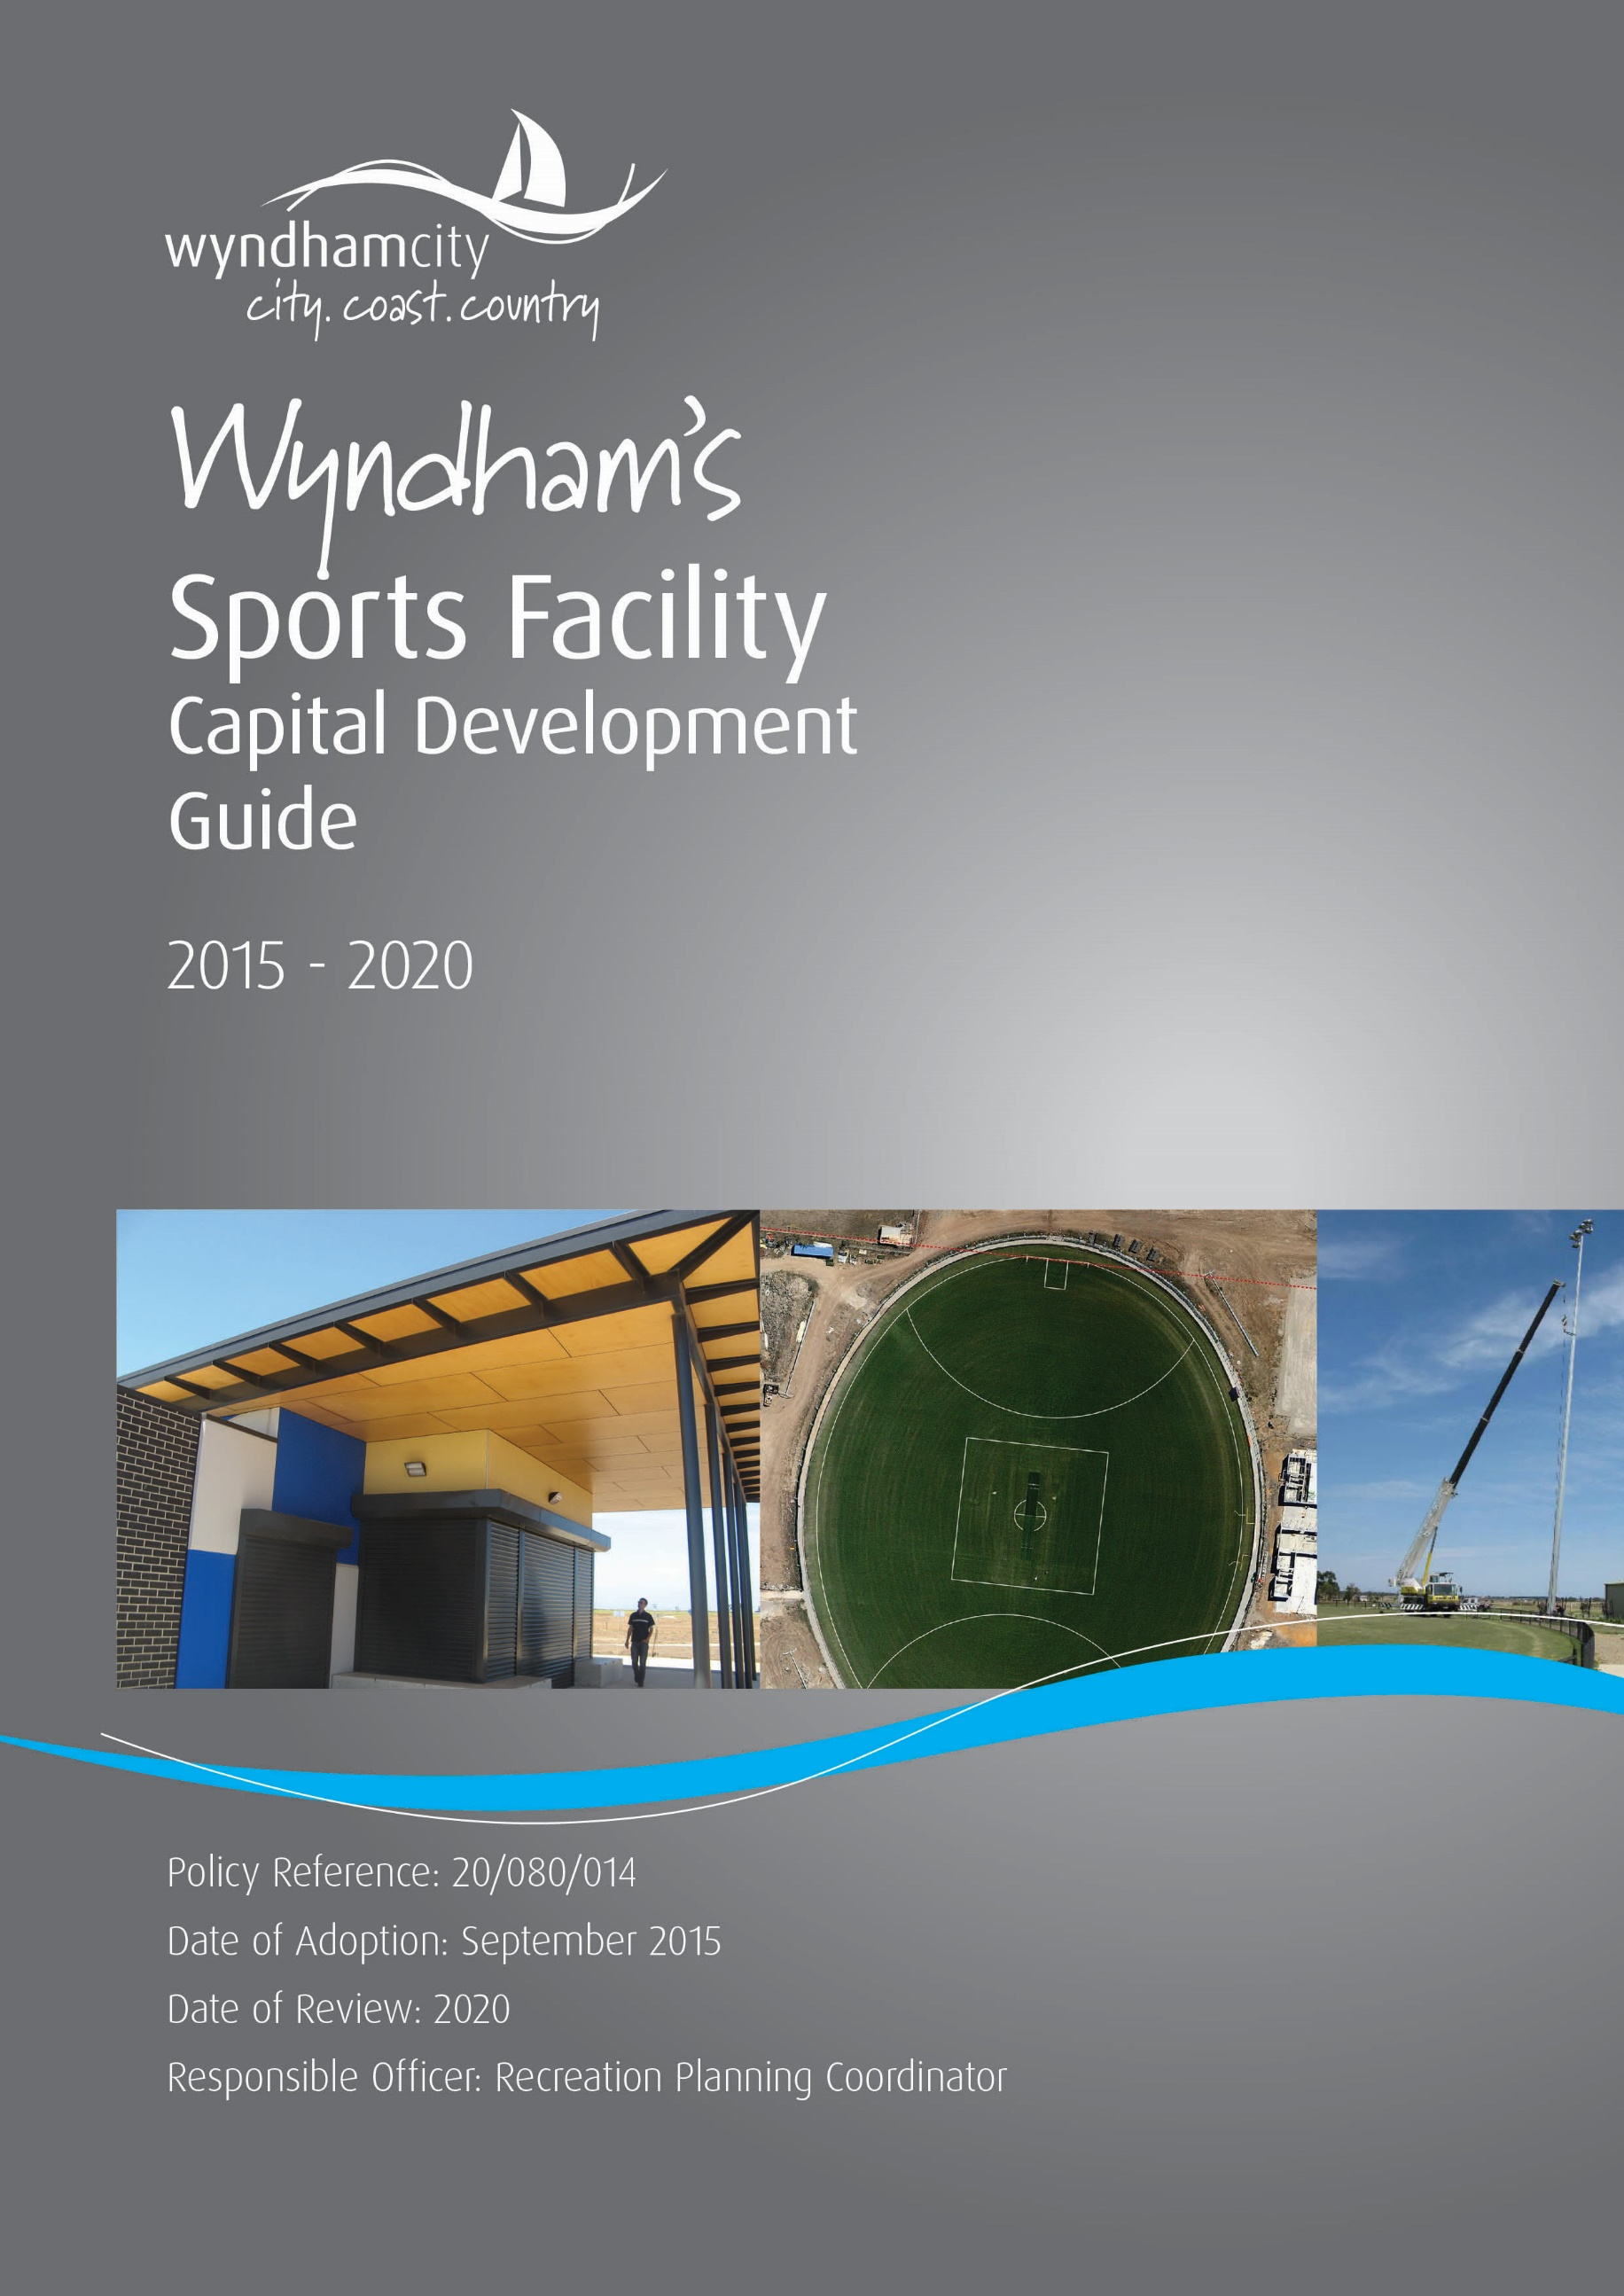 wyndhamcity
city. coast. country
Wyndham's
Sports Facility
Capital Development
Guide
2015 - 2020
Policy Reference: 20/080/014
Date of Adoption: September 2015
Date of Review: 2020
Responsible Officer: Recreation Planning Coordinator